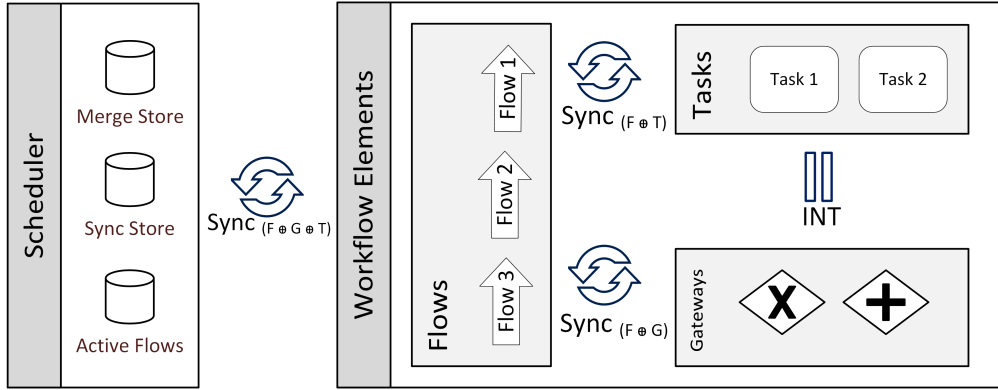 Scheduler
Merge Store
Sync Store
Active Flows
Sync (F ⊕ G ⊕ T)
Workflow Elements
Flows
Flow 1
Flow 2
Flow 3
Sync (F ⊕ T)
Sync (F ⊕ G)
Tasks
Task 1
Task 2
INT
Gateways
X
+